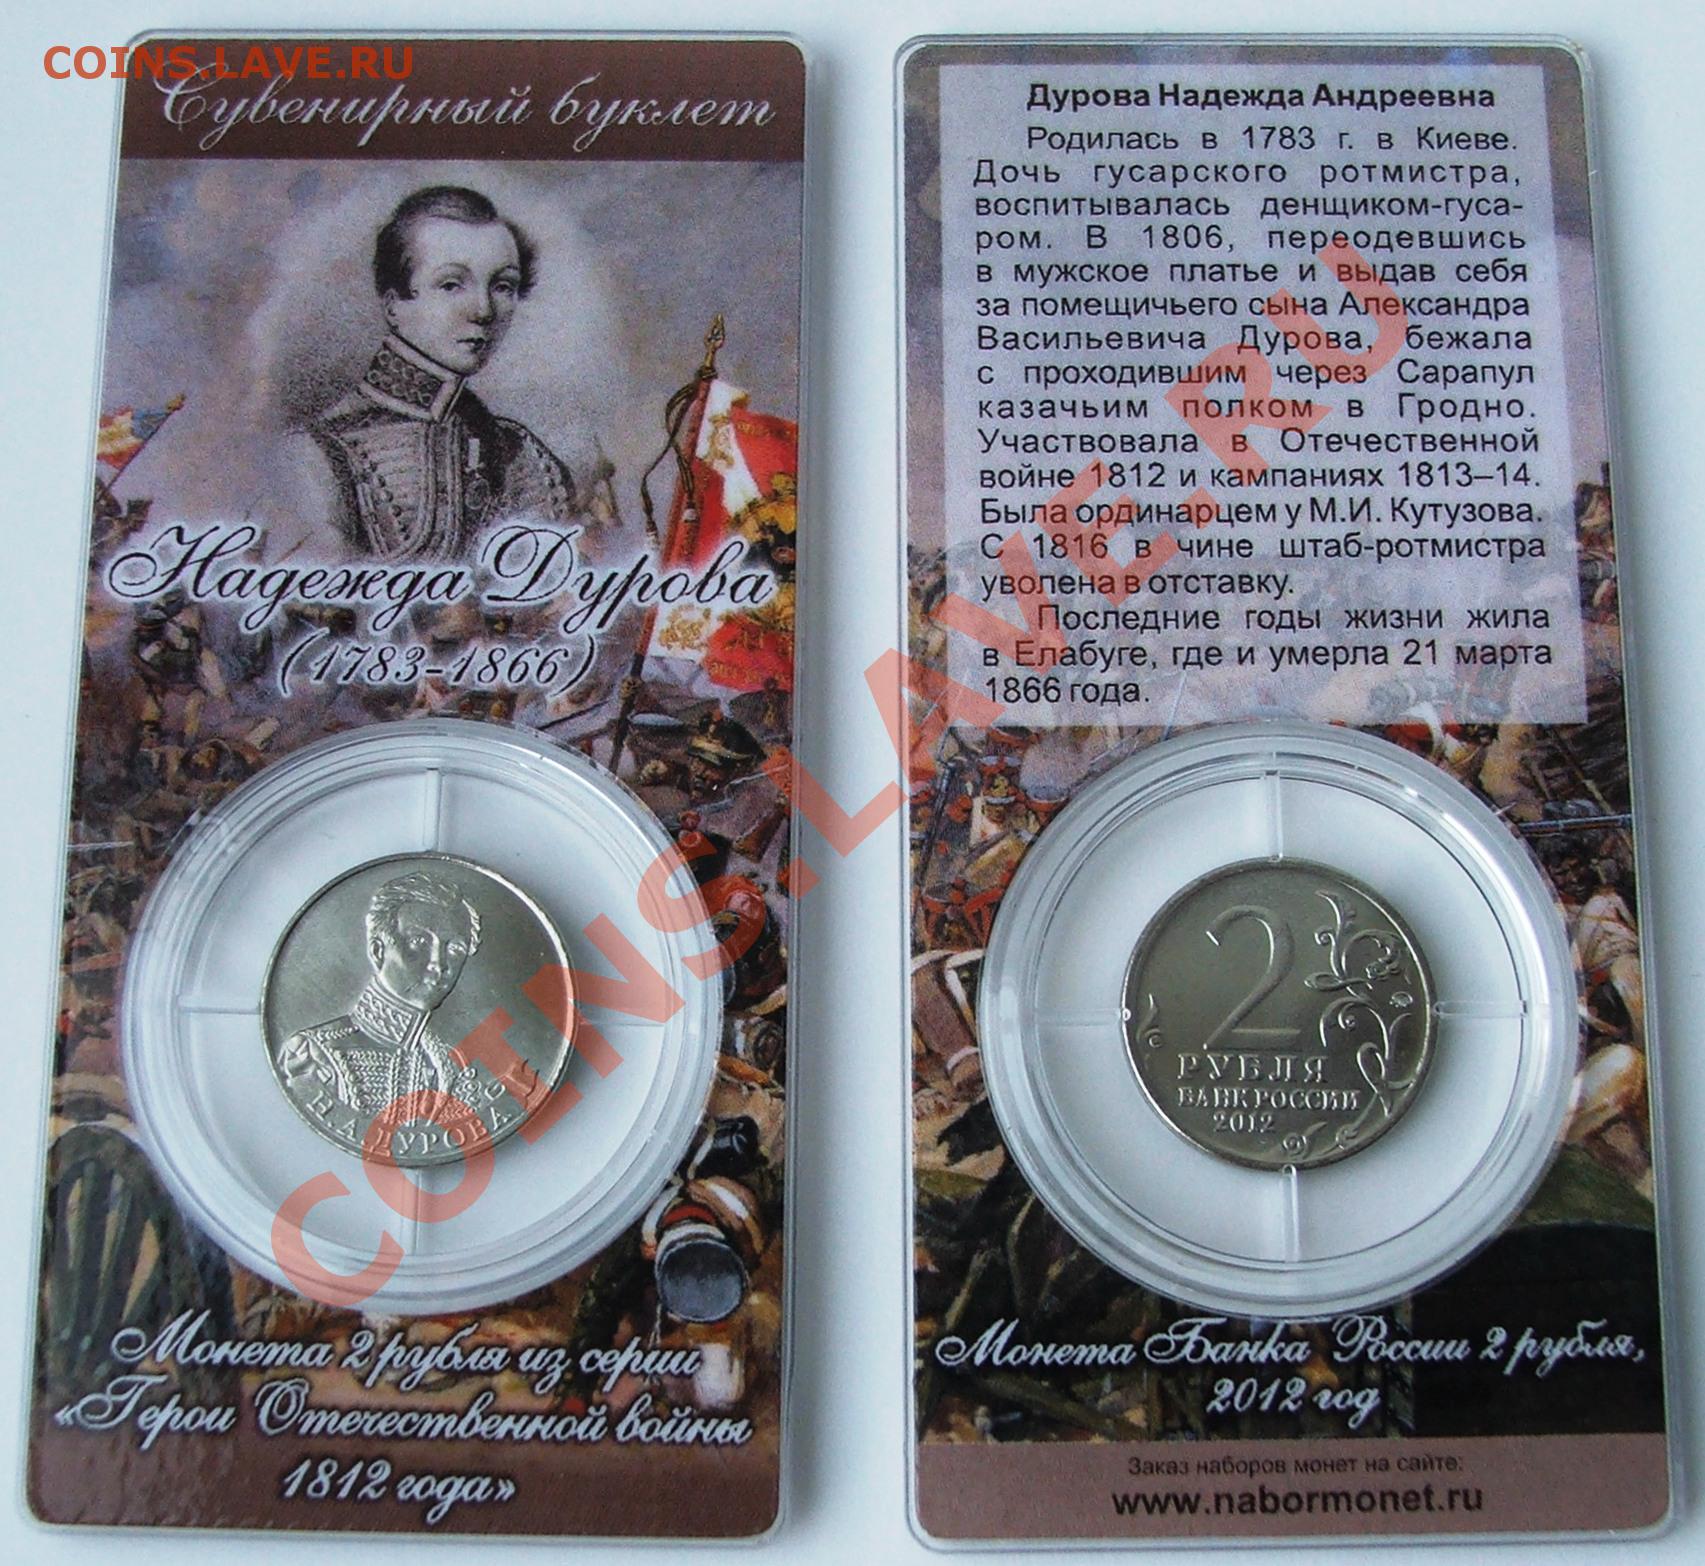 COINS.LAVE.RU
Сувенирный буклет
Надежда Дурова
(1783-1866)
Н.А.ДУРОВА
Монета 2 рубля из серии
«Герои Отечественной войны
1812 года»
Дурова Надежда Андреевна
Родилась в 1783 г. в Киеве.
Дочь гусарского ротмистра,
воспитывалась денщиком-гуса-
ром. В 1806, переодевшись
в мужское платье и выдав себя
за помещичьего сына Александра
Васильевича Дурова, бежала
с проходившим через Сарапул
казачьим полком в Гродно.
Участвовала в Отечественной
войне 1812 и кампаниях 1813–14.
Была ординарцем у М.И. Кутузова.
С 1816 в чине штаб-ротмистра
уволена в отставку.
Последние годы жизни жила
в Елабуге, где и умерла 21 марта
1866 года.
2
РУБЛЯ
БАНК РОССИИ
2012
Монета Банка России 2 рубля,
2012 год
Заказ наборов монет на сайте:
www.nabormonet.ru
COINS.LAVE.RU